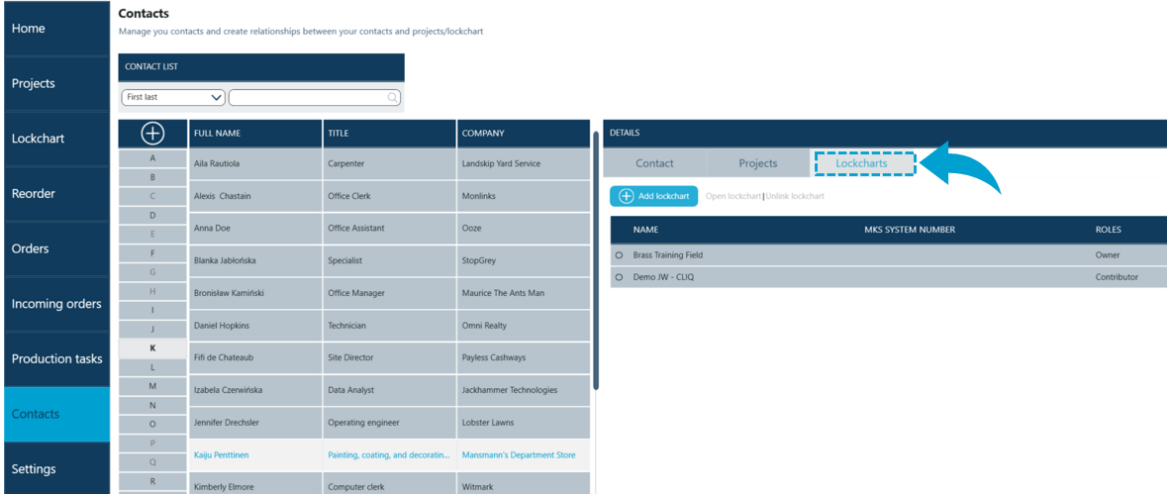 Home
Projects
Lockchart
Reorder
Orders
Incoming orders
Production tasks
Contacts
Settings
Contacts
Manage you contacts and create relationships between your contacts and projects/lockchart
CONTACT LIST
First last
FULL NAME TITLE COMPANY
A
B
C
D
E
F
G
H
I
J
K
L
M
N
O
P
Q
R
Aila Rautiola Carpenter Landskip Yard Service
Alexis Chastain Office Clerk Monlinks
Anna Doe Office Assistant Ooze
Blanka Jabłońska Specialist StopGrey
Bronisław Kamiński Office Manager Maurice The Ants Man
Daniel Hopkins Technician Omni Realty
Fifi de Chateaub Site Director Payless Cashways
Izabela Czerwińska Data Analyst Jackhammer Technologies
Jennifer Drechsler Operating engineer Lobster Lawns
Kaiju Penttinen Painting, coating, and decoratin... Mansmann's Department Store
Kimberly Elmore Computer clerk Witmark
DETAILS
Contact Projects Lockcharts
Add lockchart Open lockchart|Unlink lockchart
NAME MKS SYSTEM NUMBER ROLES
Brass Training Field Owner
Demo JW - CLIQ Contributor